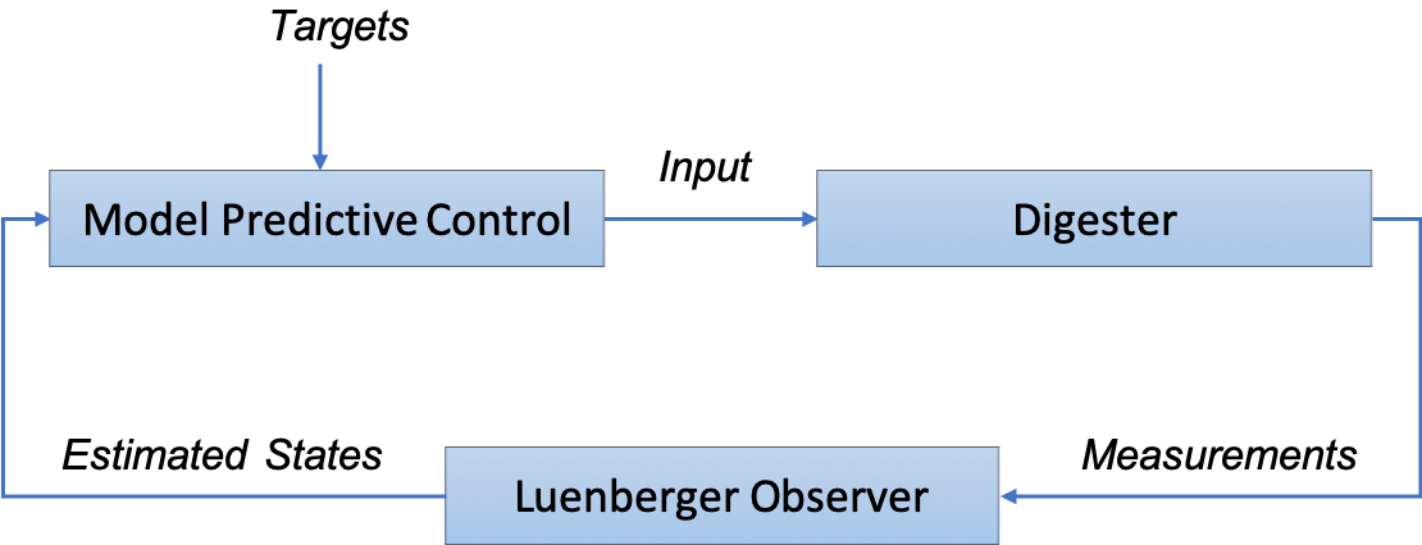 Targets
Input
Model Predictive Control
Digester
Estimated States
Measurements
Luenberger Observer